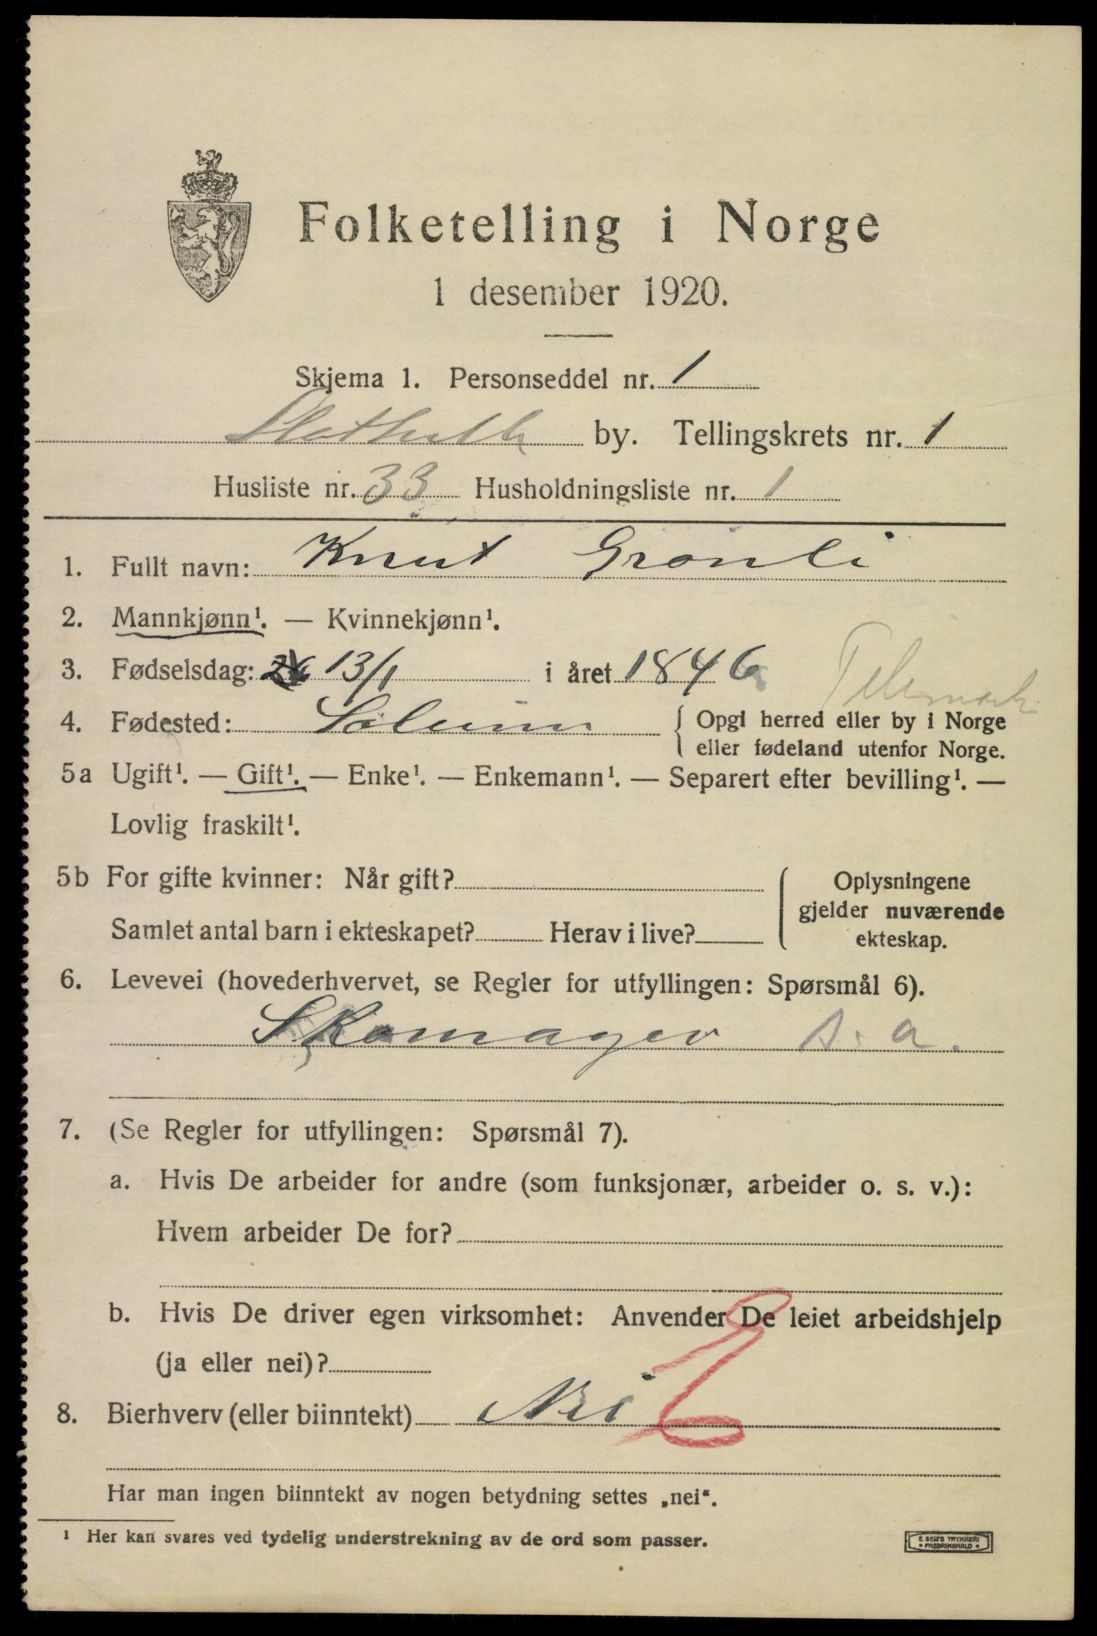 Folketelling i Norge
1 desember 1920.
Skjema 1. Personseddel nr. 1
Stathelle by. Tellingskrets nr. 1
Husliste nr. 33 Husholdningsliste nr. 1
1. Fullt navn: Knut Grønli
2. Mannkjønn¹. — Kvinnekjønn¹.
3. Fødselsdag: 13/1 i året 1846
Telemark
4. Fødested: Solum { Opgi herred eller by i Norge
eller fødeland utenfor Norge.
5a Ugift¹. — Gift¹. — Enke¹. — Enkemann¹. — Separert efter bevilling¹. —
Lovlig fraskilt¹.
5b For gifte kvinner: Når gift? { Oplysningene
gjelder nuværende
Samlet antal barn i ekteskapet? Herav i live? ekteskap.
6. Levevei (hovederhvervet, se Regler for utfyllingen: Spørsmål 6).
Skomager s. a.
7. (Se Regler for utfyllingen: Spørsmål 7).
a. Hvis De arbeider for andre (som funksjonær, arbeider o. s. v.):
Hvem arbeider De for?
b. Hvis De driver egen virksomhet: Anvender De leiet arbeidshjelp
(ja eller nei)?
8. Bierhverv (eller biinntekt) Nei
Har man ingen biinntekt av nogen betydning settes „nei“.
¹ Her kan svares ved tydelig understrekning av de ord som passer.
E. SEMS TRYKKERI
FREDRIKSHALD